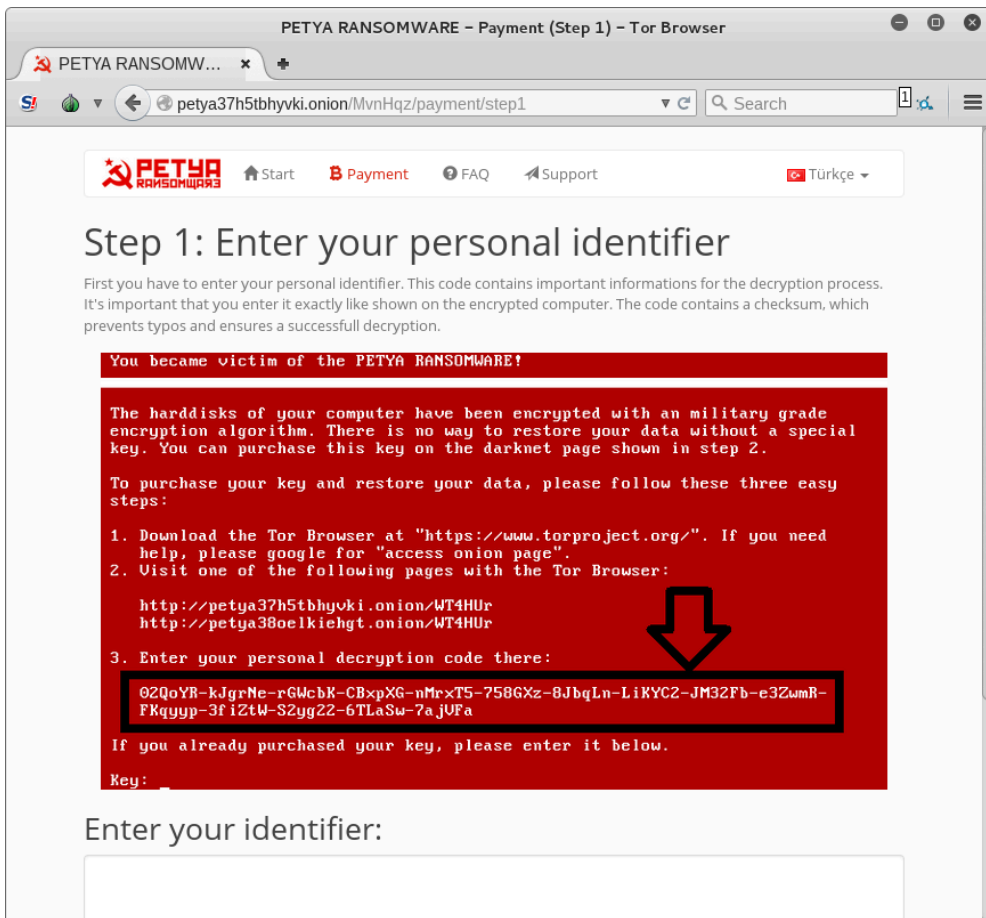 PETYA RANSOMWARE – Payment (Step 1) – Tor Browser
PETYA RANSOMW...
S!
petya37h5tbhyvki.onion/MvnHqz/payment/step1
Search
1
PETYA
RANSOMWARE
Start
Payment
FAQ
Support
Türkçe
Step 1: Enter your personal identifier
First you have to enter your personal identifier. This code contains important informations for the decryption process.
It's important that you enter it exactly like shown on the encrypted computer. The code contains a checksum, which
prevents typos and ensures a successfull decryption.
You became victim of the PETYA RANSOMWARE!
The harddisks of your computer have been encrypted with an military grade
encryption algorithm. There is no way to restore your data without a special
key. You can purchase this key on the darknet page shown in step 2.
To purchase your key and restore your data, please follow these three easy
steps:
1. Download the Tor Browser at "https://www.torproject.org/". If you need
help, please google for "access onion page".
2. Visit one of the following pages with the Tor Browser:
http://petya37h5tbhyvki.onion/WT4HUr
http://petya38oelkiehgt.onion/WT4HUr
3. Enter your personal decryption code there:
02QoYR-kJgrNe-rGWcbK-CBxpXG-nMrxT5-758GXz-8JbqLn-LiKYC2-JM32Fb-e3ZwmR-
FKqyyp-3fiZtW-S2yg22-6TLaSw-7ajVFa
If you already purchased your key, please enter it below.
Key: _
Enter your identifier: